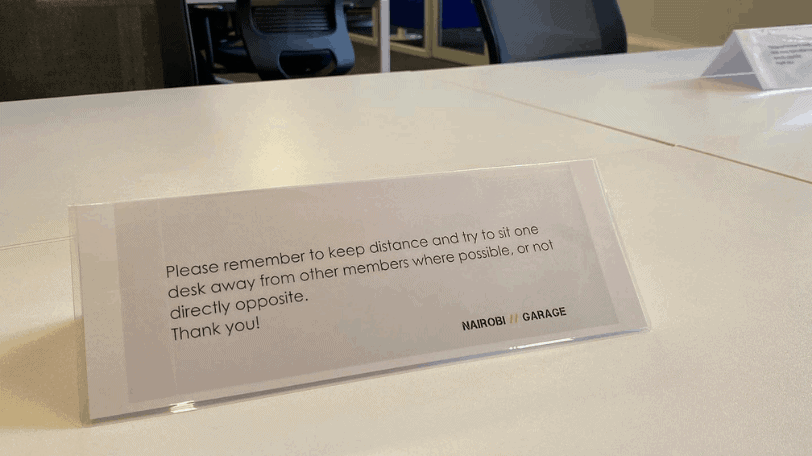 Please remember to keep distance and try to sit one
desk away from other members where possible, or not
directly opposite.
Thank you!
NAIROBI // GARAGE